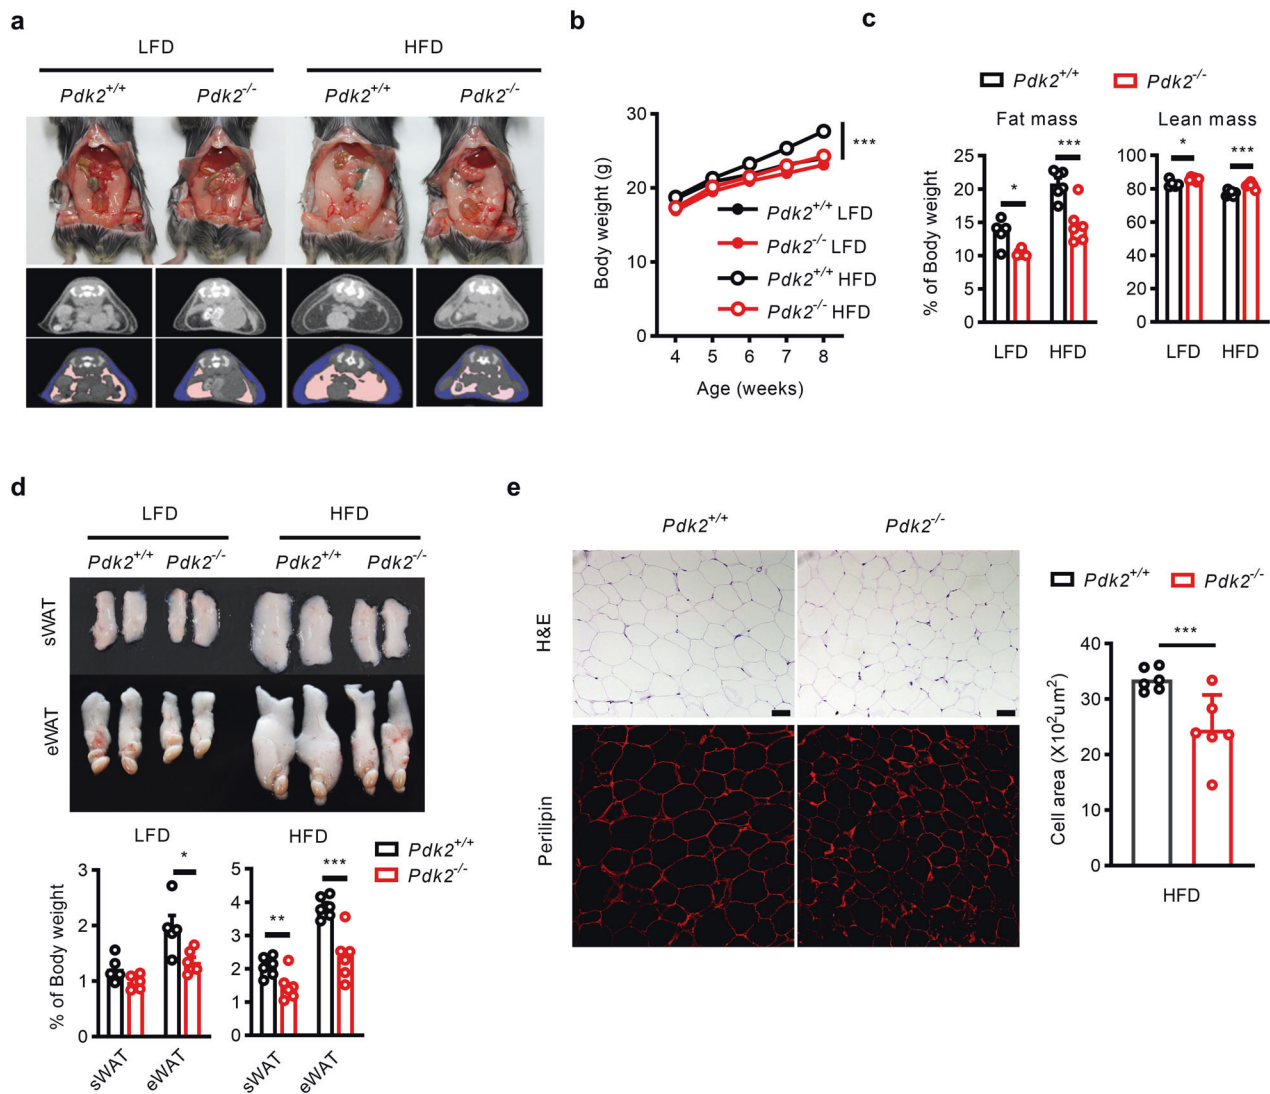 a
LFD
HFD
Pdk2+/+
Pdk2-/-
Pdk2+/+
Pdk2-/-
b
30
20
10
0
Body weight (g)
4 5 6 7 8
Age (weeks)
***
Pdk2+/+ LFD
Pdk2-/- LFD
Pdk2+/+ HFD
Pdk2-/- HFD
c
Pdk2+/+
Pdk2-/-
Fat mass
Lean mass
% of Body weight
25
20
15
10
5
0
*
***
LFD HFD
100
80
60
40
20
0
*
***
LFD HFD
d
LFD
HFD
Pdk2+/+ Pdk2-/-
Pdk2+/+ Pdk2-/-
sWAT
eWAT
LFD
HFD
Pdk2+/+
Pdk2-/-
% of Body weight
3
2
1
0
*
sWAT
eWAT
5
4
3
2
1
0
**
***
sWAT
eWAT
e
Pdk2+/+
Pdk2-/-
H&E
Perilipin
Pdk2+/+
Pdk2-/-
***
Cell area (X10²um²)
40
30
20
10
0
HFD